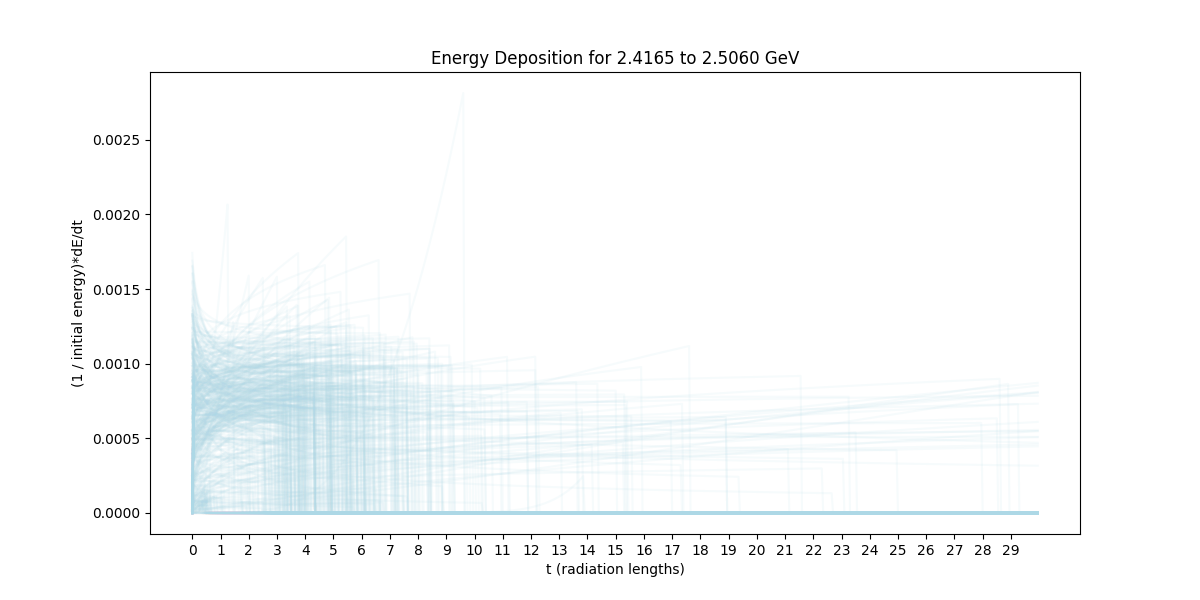 Energy Deposition for 2.4165 to 2.5060 GeV
(1 / initial energy)*dE/dt
0.0025
0.0020
0.0015
0.0010
0.0005
0.0000
0 1 2 3 4 5 6 7 8 9 10 11 12 13 14 15 16 17 18 19 20 21 22 23 24 25 26 27 28 29
t (radiation lengths)